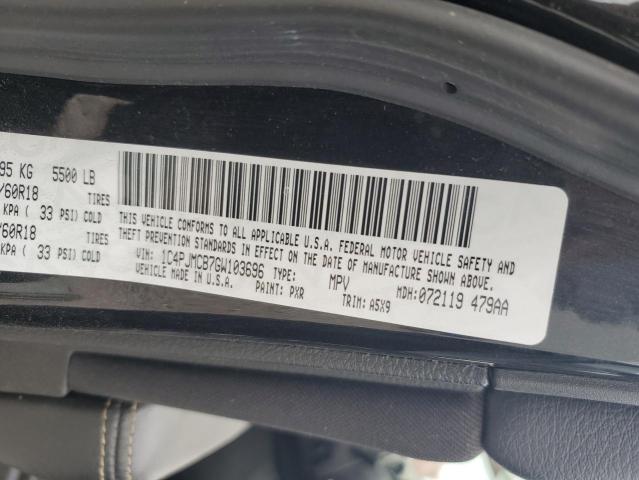 95 KG 5500 LB
/60R18 TIRES
KPA ( 33 PSI) COLD
/60R18 TIRES
KPA ( 33 PSI) COLD
THIS VEHICLE CONFORMS TO ALL APPLICABLE U.S.A. FEDERAL MOTOR VEHICLE SAFETY AND
THEFT PREVENTION STANDARDS IN EFFECT ON THE DATE OF MANUFACTURE SHOWN ABOVE.
VIN: 1C4PJMCB7GW103696 TYPE: MPV MDH:072119 479AA
VEHICLE MADE IN U.S.A. PAINT: PXR TRIM: A5X9